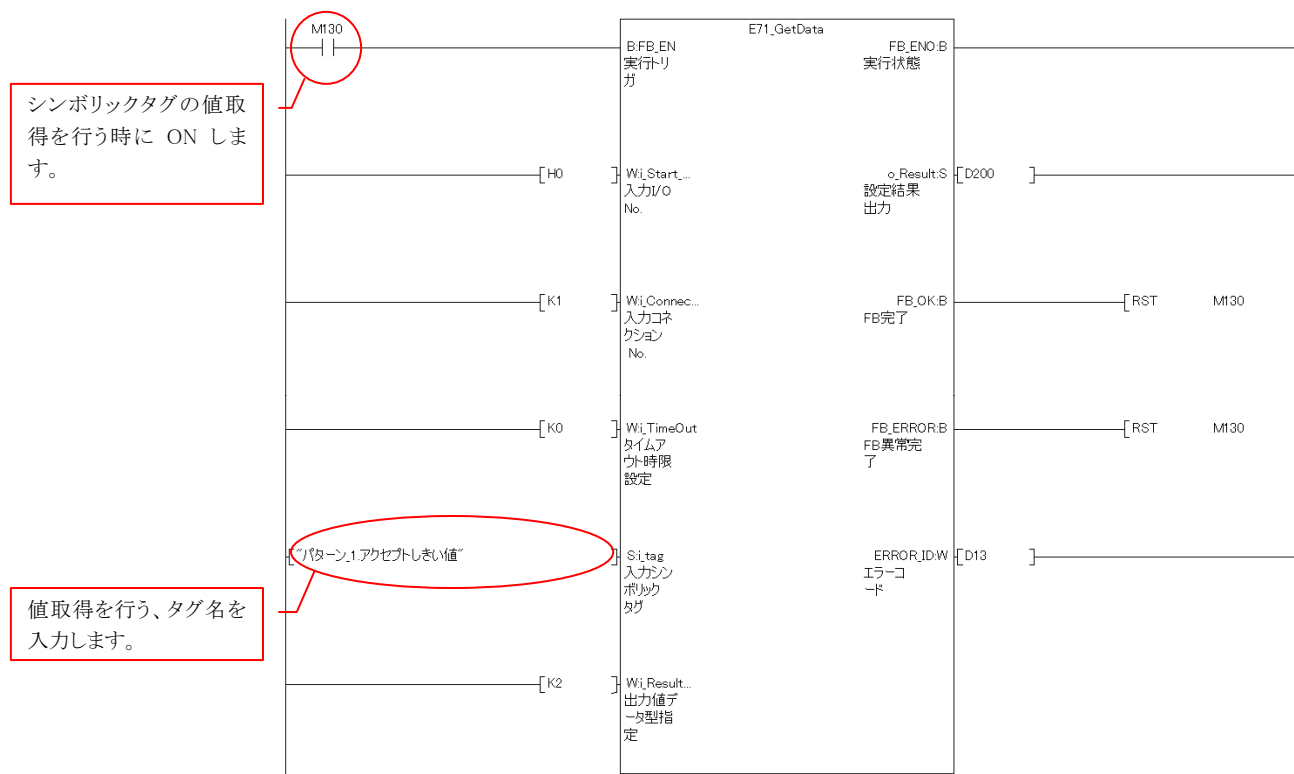 M130
E71_GetData
B:FB_EN
実行トリ
ガ
FB_ENO:B
実行状態
シンボリックタグの値取
得を行う時に ON しま
す。
H0
W:i_Start_...
入力I/O
No.
o_Result:S
設定結果
出力
D200
K1
W:i_Connec...
入力コネ
クション
No.
FB_OK:B
FB完了
RST M130
K0
W:i_TimeOut
タイムア
ウト時限
設定
FB_ERROR:B
FB異常完
了
RST M130
"パターン_1.アクセプトしきい値"
S:i_tag
入力シン
ボリック
タグ
ERROR_ID:W
エラーコ
ード
D13
値取得を行う、タグ名を
入力します。
K2
W:i_Result...
出力値デ
ータ型指
定